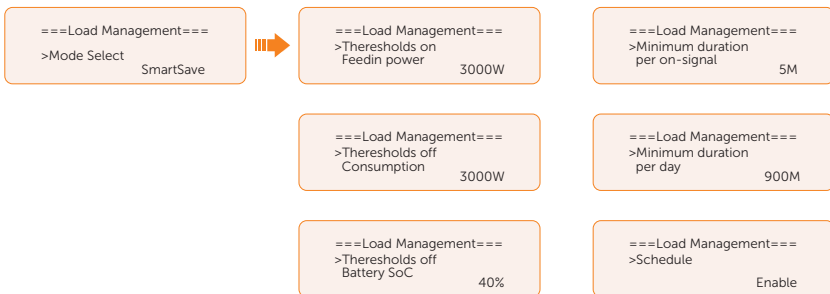 ===Load Management===
>Mode Select
SmartSave
===Load Management===
>Theresholds on
Feedin power
3000W
===Load Management===
>Minimum duration
per on-signal
5M
===Load Management===
>Theresholds off
Consumption
3000W
===Load Management===
>Minimum duration
per day
900M
===Load Management===
>Theresholds off
Battery SoC
40%
===Load Management===
>Schedule
Enable